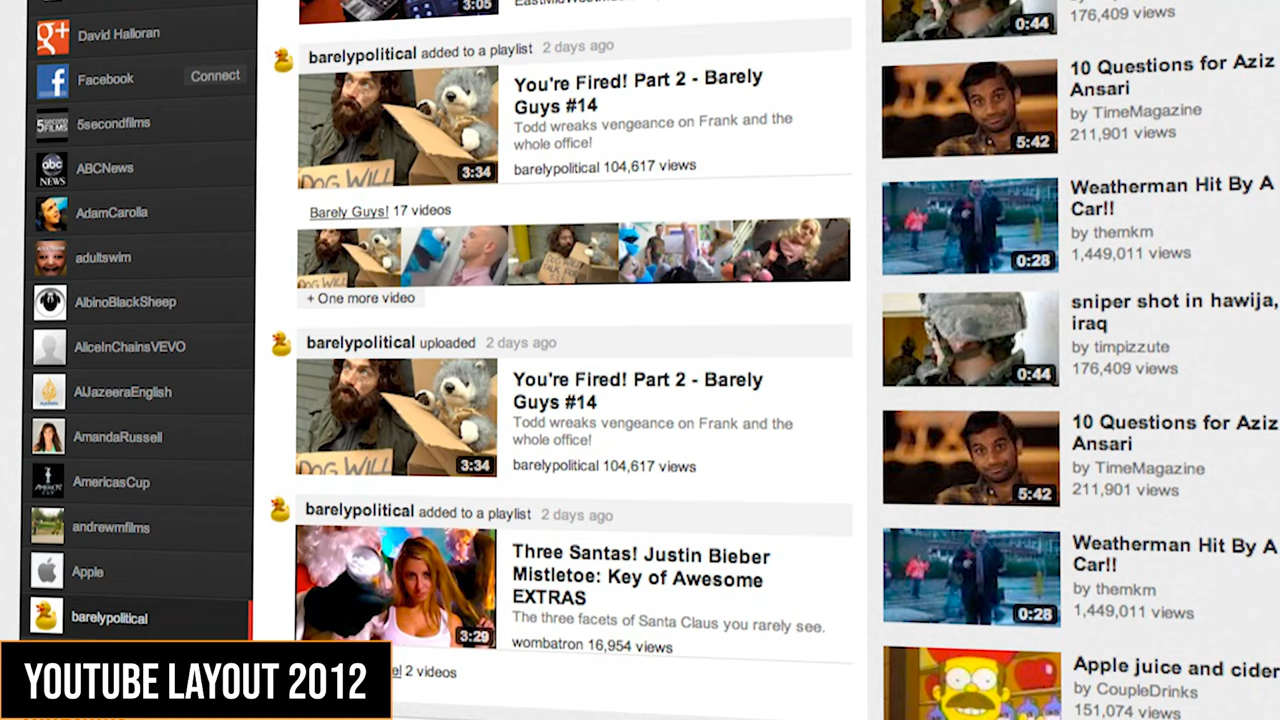 David Halloran
Facebook
Connect
5secondfilms
ABCNews
AdamCarolla
adultswim
AlbinoBlackSheep
AliceInChainsVEVO
AlJazeeraEnglish
AmandaRussell
AmericasCup
andrewmfilms
Apple
barelypolitical
3:05
barelypolitical added to a playlist 2 days ago
DOG WILL
3:34
You're Fired! Part 2 - Barely
Guys #14
Todd wreaks vengeance on Frank and the
whole office!
barelypolitical 104,617 views
Barely Guys! 17 videos
+ One more video
barelypolitical uploaded 2 days ago
DOG WILL
3:34
You're Fired! Part 2 - Barely
Guys #14
Todd wreaks vengeance on Frank and the
whole office!
barelypolitical 104,617 views
barelypolitical added to a playlist 2 days ago
3:29
Three Santas! Justin Bieber
Mistletoe: Key of Awesome
EXTRAS
The three facets of Santa Claus you rarely see.
wombatron 16,954 views
2 videos
0:44
176,409 views
5:42
10 Questions for Aziz
Ansari
by TimeMagazine
211,901 views
0:28
Weatherman Hit By A
Car!!
by themkm
1,449,011 views
0:44
sniper shot in hawija,
iraq
by timpizzute
176,409 views
5:42
10 Questions for Aziz
Ansari
by TimeMagazine
211,901 views
0:28
Weatherman Hit By A
Car!!
by themkm
1,449,011 views
Apple juice and cider
by CoupleDrinks
151,074 views
YOUTUBE LAYOUT 2012